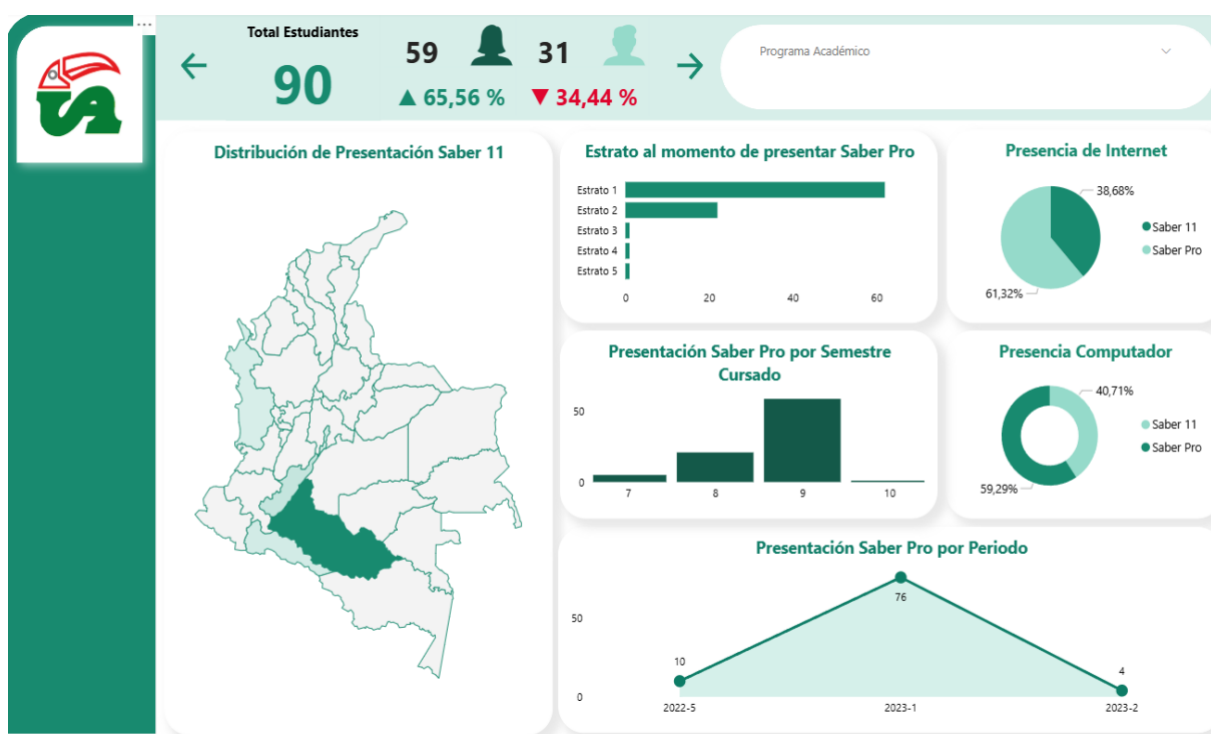 ...
Total Estudiantes
90
59
31
▲ 65,56 %
▼ 34,44 %
Programa Académico
Distribución de Presentación Saber 11
Estrato al momento de presentar Saber Pro
Estrato 1
Estrato 2
Estrato 3
Estrato 4
Estrato 5
0
20
40
60
Presencia de Internet
38,68%
61,32%
Saber 11
Saber Pro
Presentación Saber Pro por Semestre
Cursado
50
0
7
8
9
10
Presencia Computador
40,71%
59,29%
Saber 11
Saber Pro
Presentación Saber Pro por Periodo
50
0
10
76
4
2022-5
2023-1
2023-2